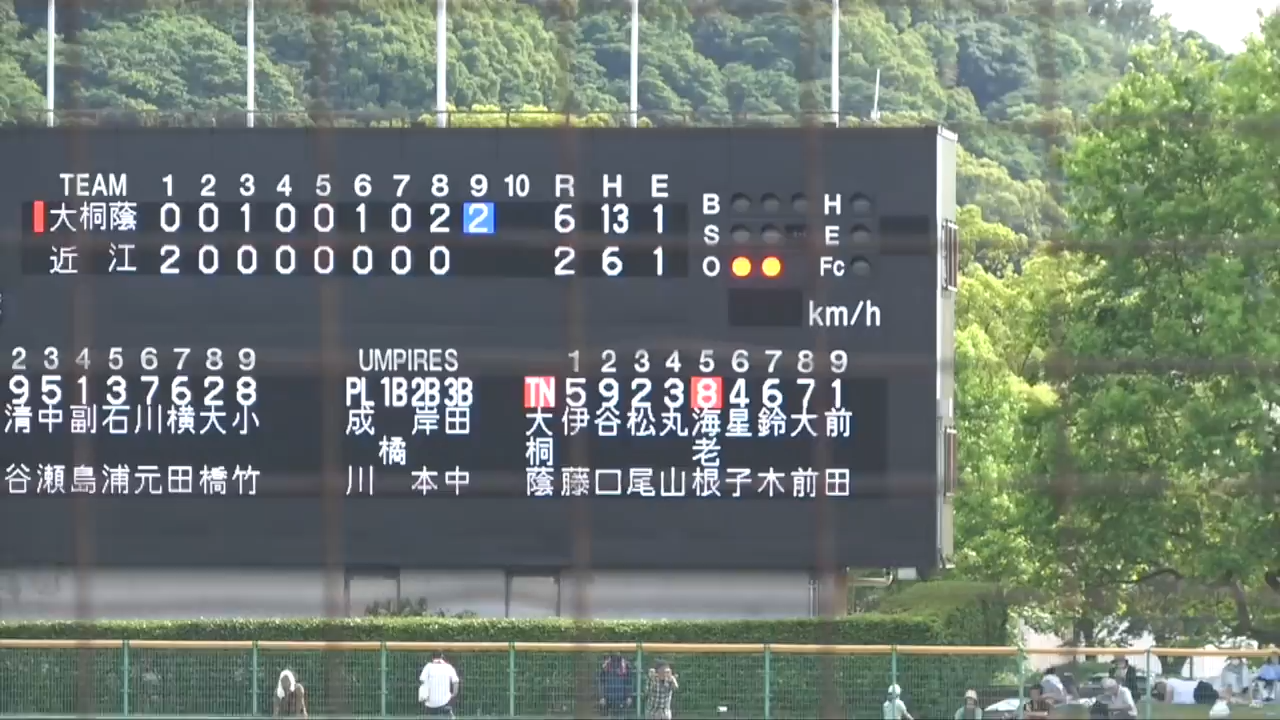 TEAM 1 2 3 4 5 6 7 8 9 10 R H E
大桐蔭 0 0 1 0 0 1 0 2 2 6 13 1
近江 2 0 0 0 0 0 0 0 2 6 1
B H
S E
O Fc
km/h
2 3 4 5 6 7 8 9
9 5 1 3 7 6 2 8
清谷 中瀬 副島 石浦 川元 横田 大橋 小竹
UMPIRES
PL 1B 2B 3B
成川 橘 岸本 田中
1 2 3 4 5 6 7 8 9
TN 5 9 2 3 8 4 6 7 1
大桐蔭 伊藤 谷口 松尾 丸山 海老根 星子 鈴木 大前 前田